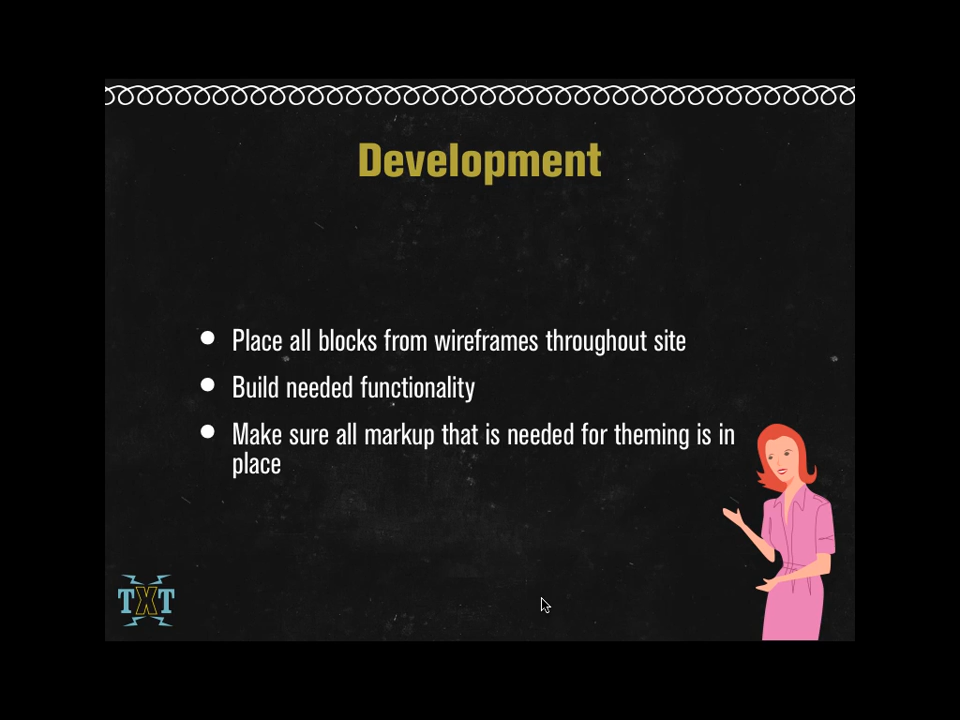 Development
Place all blocks from wireframes throughout site
Build needed functionality
Make sure all markup that is needed for theming is in
place
TXT